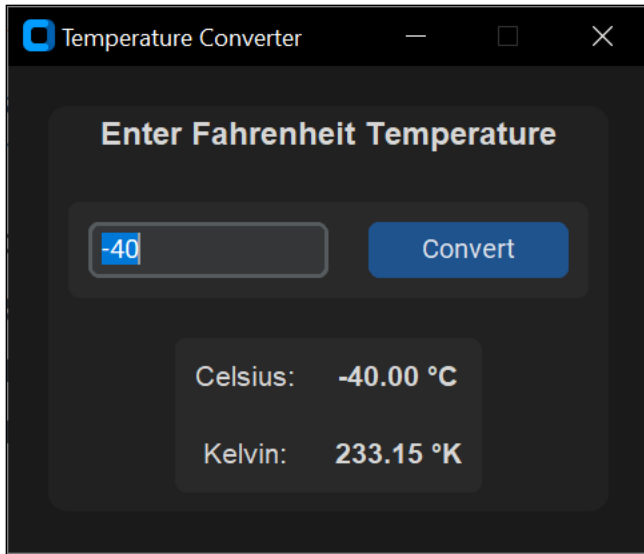 Temperature Converter
Enter Fahrenheit Temperature
-40 Convert
Celsius: -40.00 °C
Kelvin: 233.15 °K